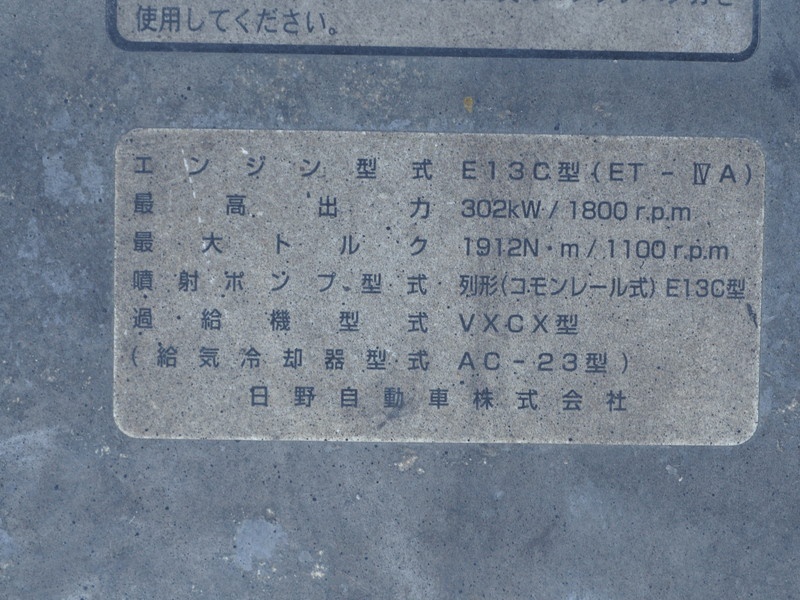 使用してください。
エンジン型式 E13C型(ET-ⅣA)
最高出力 302kW/1800 r.p.m
最大トルク 1912N・m/1100 r.p.m
噴射ポンプ型式 列形(コモンレール式) E13C型
過給機型式 VXCX型
(給気冷却器型式 AC-23型)
日野自動車株式会社